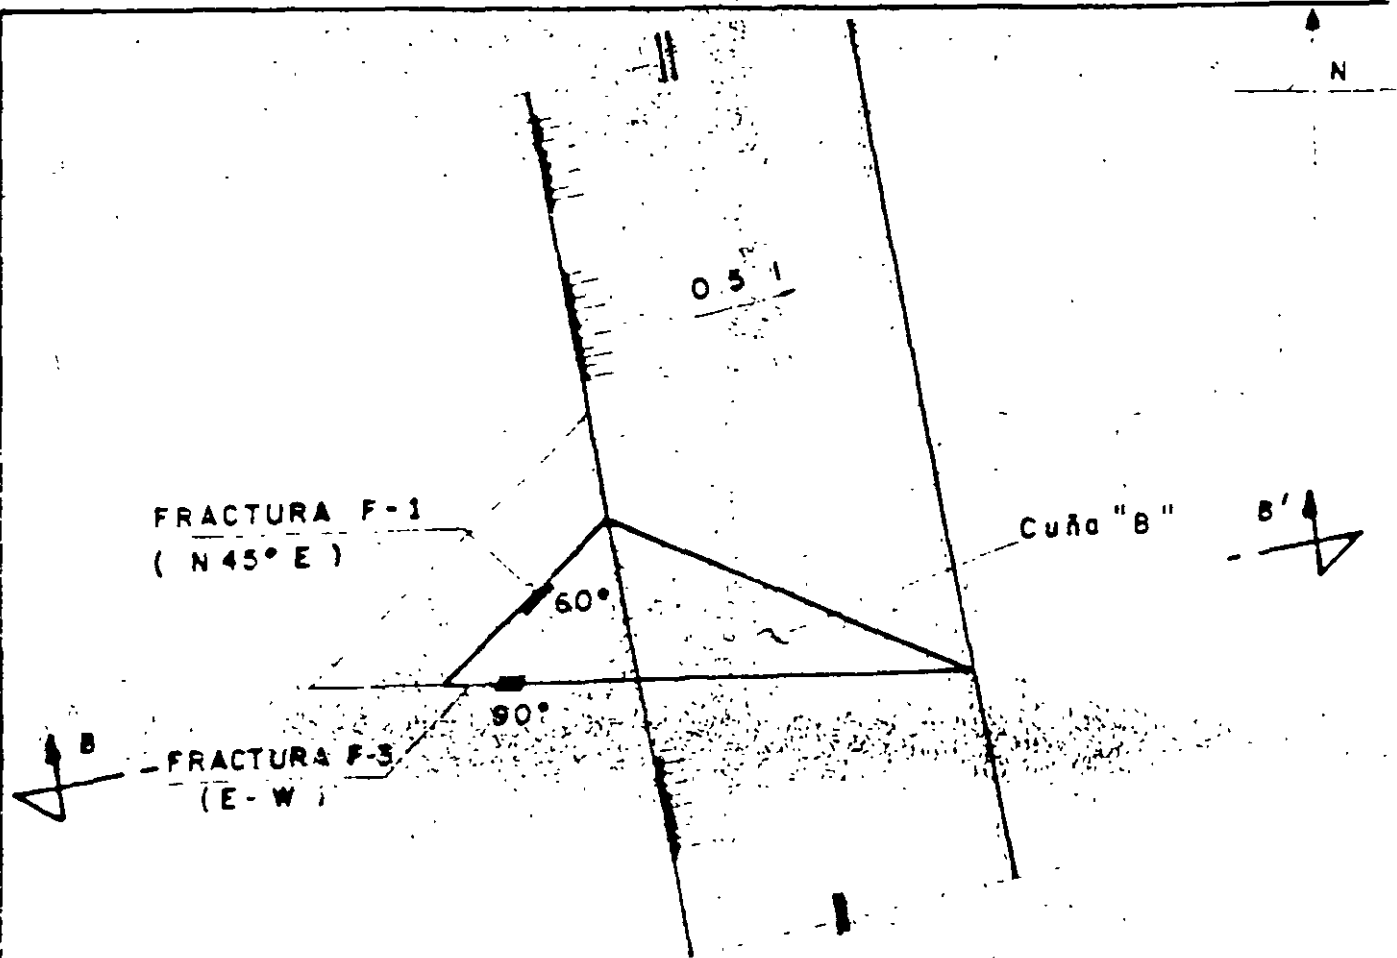 N
0.5:1
FRACTURA F-1
( N 45° E )
60°
Cuña "B"
B'
90°
B
FRACTURA F-3
(E-W)